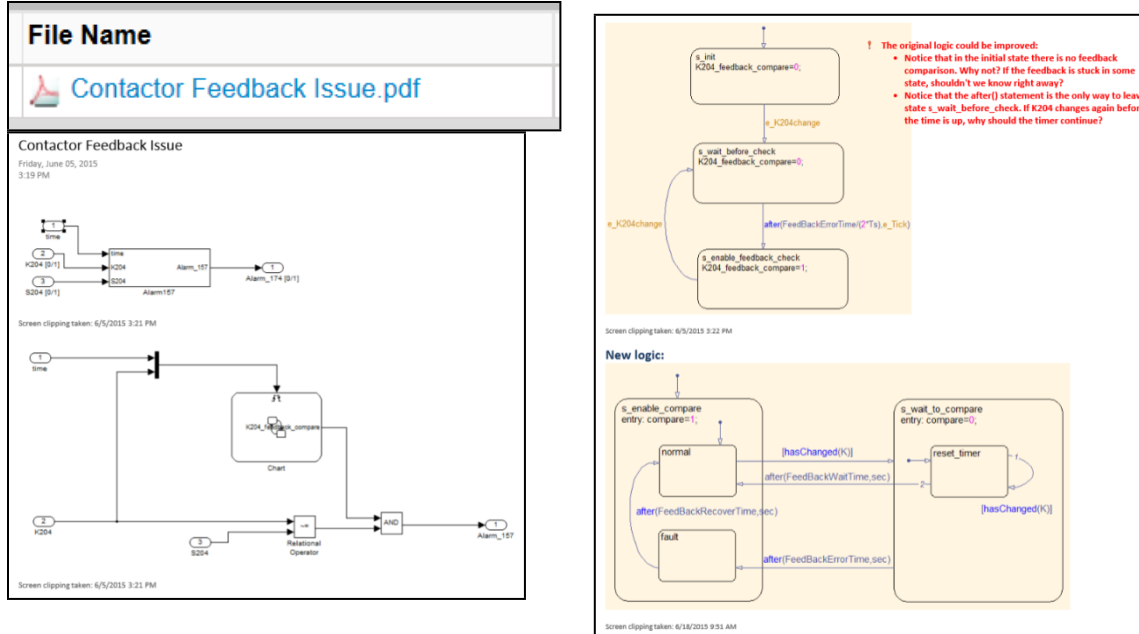 File Name
Contactor Feedback Issue.pdf
Contactor Feedback Issue
Friday, June 05, 2015
3:19 PM
1
time
2
K204 [0/1]
3
S204 [0/1]
time
K204
S204
Alarm_157
Alarm157
1
Alarm_174 [0/1]
Screen clipping taken: 6/5/2015 3:21 PM
1
time
K204_feedback_compare
Chart
2
K204
3
S204
~=
Relational
Operator
AND
1
Alarm_157
Screen clipping taken: 6/5/2015 3:21 PM
s_init
K204_feedback_compare=0;
e_K204change
s_wait_before_check
K204_feedback_compare=0;
e_K204change
after(FeedBackErrorTime/(2*Ts),e_Tick)
s_enable_feedback_check
K204_feedback_compare=1;
! The original logic could be improved:
• Notice that in the initial state there is no feedback
comparison. Why not? If the feedback is stuck in some
state, shouldn't we know right away?
• Notice that the after() statement is the only way to leav
state s_wait_before_check. If K204 changes again befor
the time is up, why should the timer continue?
Screen clipping taken: 6/5/2015 3:22 PM
New logic:
s_enable_compare
entry: compare=1;
normal
[hasChanged(K)]
after(FeedBackWaitTime,sec)
after(FeedBackRecoverTime,sec)
fault
after(FeedBackErrorTime,sec)
s_wait_to_compare
entry: compare=0;
reset_timer
1
2
[hasChanged(K)]
Screen clipping taken: 6/18/2015 9:51 AM